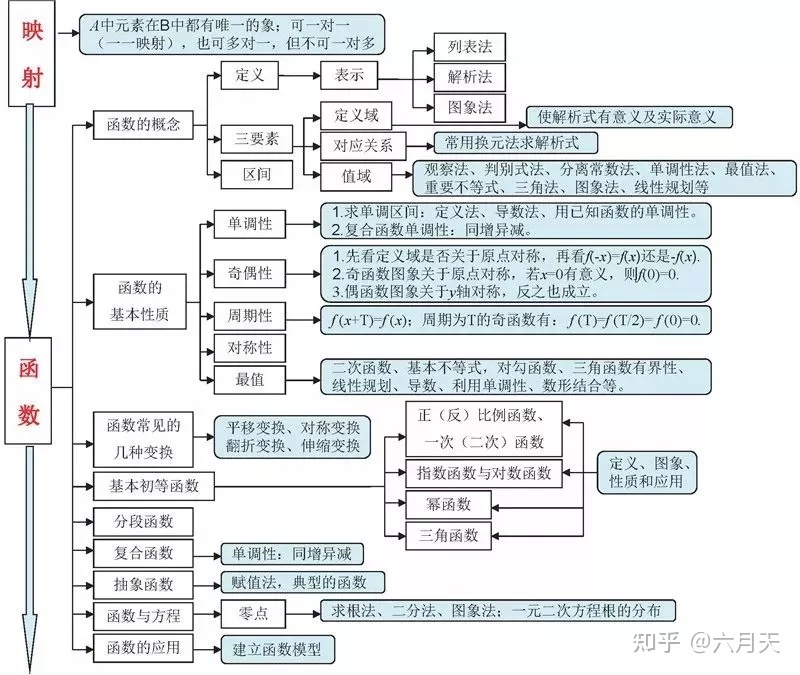 映射
A中元素在B中都有唯一的象；可一对一
（一一映射），也可多对一，但不可一对多
函数
函数的概念
定义
表示
列表法
解析法
图象法
三要素
定义域
使解析式有意义及实际意义
对应关系
常用换元法求解析式
值域
观察法、判别式法、分离常数法、单调性法、最值法、
重要不等式、三角法、图象法、线性规划等
区间
函数的
基本性质
单调性
1.求单调区间：定义法、导数法、用已知函数的单调性。
2.复合函数单调性：同增异减。
奇偶性
1.先看定义域是否关于原点对称，再看f(-x)=f(x)还是-f(x).
2.奇函数图象关于原点对称，若x=0有意义，则f(0)=0.
3.偶函数图象关于y轴对称，反之也成立。
周期性
f(x+T)=f(x)；周期为T的奇函数有：f(T)=f(T/2)=f(0)=0.
对称性
最值
二次函数、基本不等式，对勾函数、三角函数有界性、
线性规划、导数、利用单调性、数形结合等。
函数常见的
几种变换
平移变换、对称变换
翻折变换、伸缩变换
基本初等函数
正（反）比例函数、
一次（二次）函数
指数函数与对数函数
幂函数
三角函数
定义、图象、
性质和应用
分段函数
复合函数
单调性：同增异减
抽象函数
赋值法，典型的函数
函数与方程
零点
求根法、二分法、图象法；一元二次方程根的分布
函数的应用
建立函数模型
知乎 @六月天